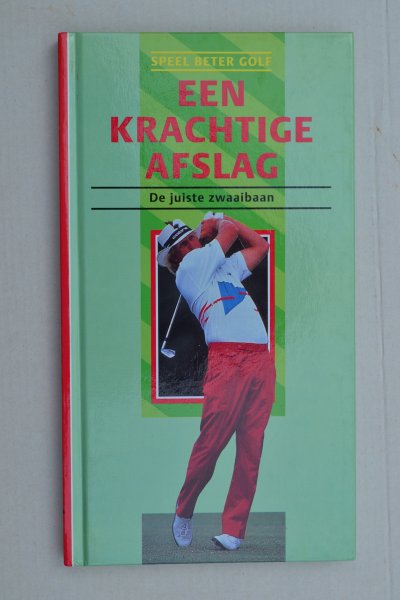 SPEEL BETER GOLF
EEN
KRACHTIGE
AFSLAG
De juiste zwaaibaan